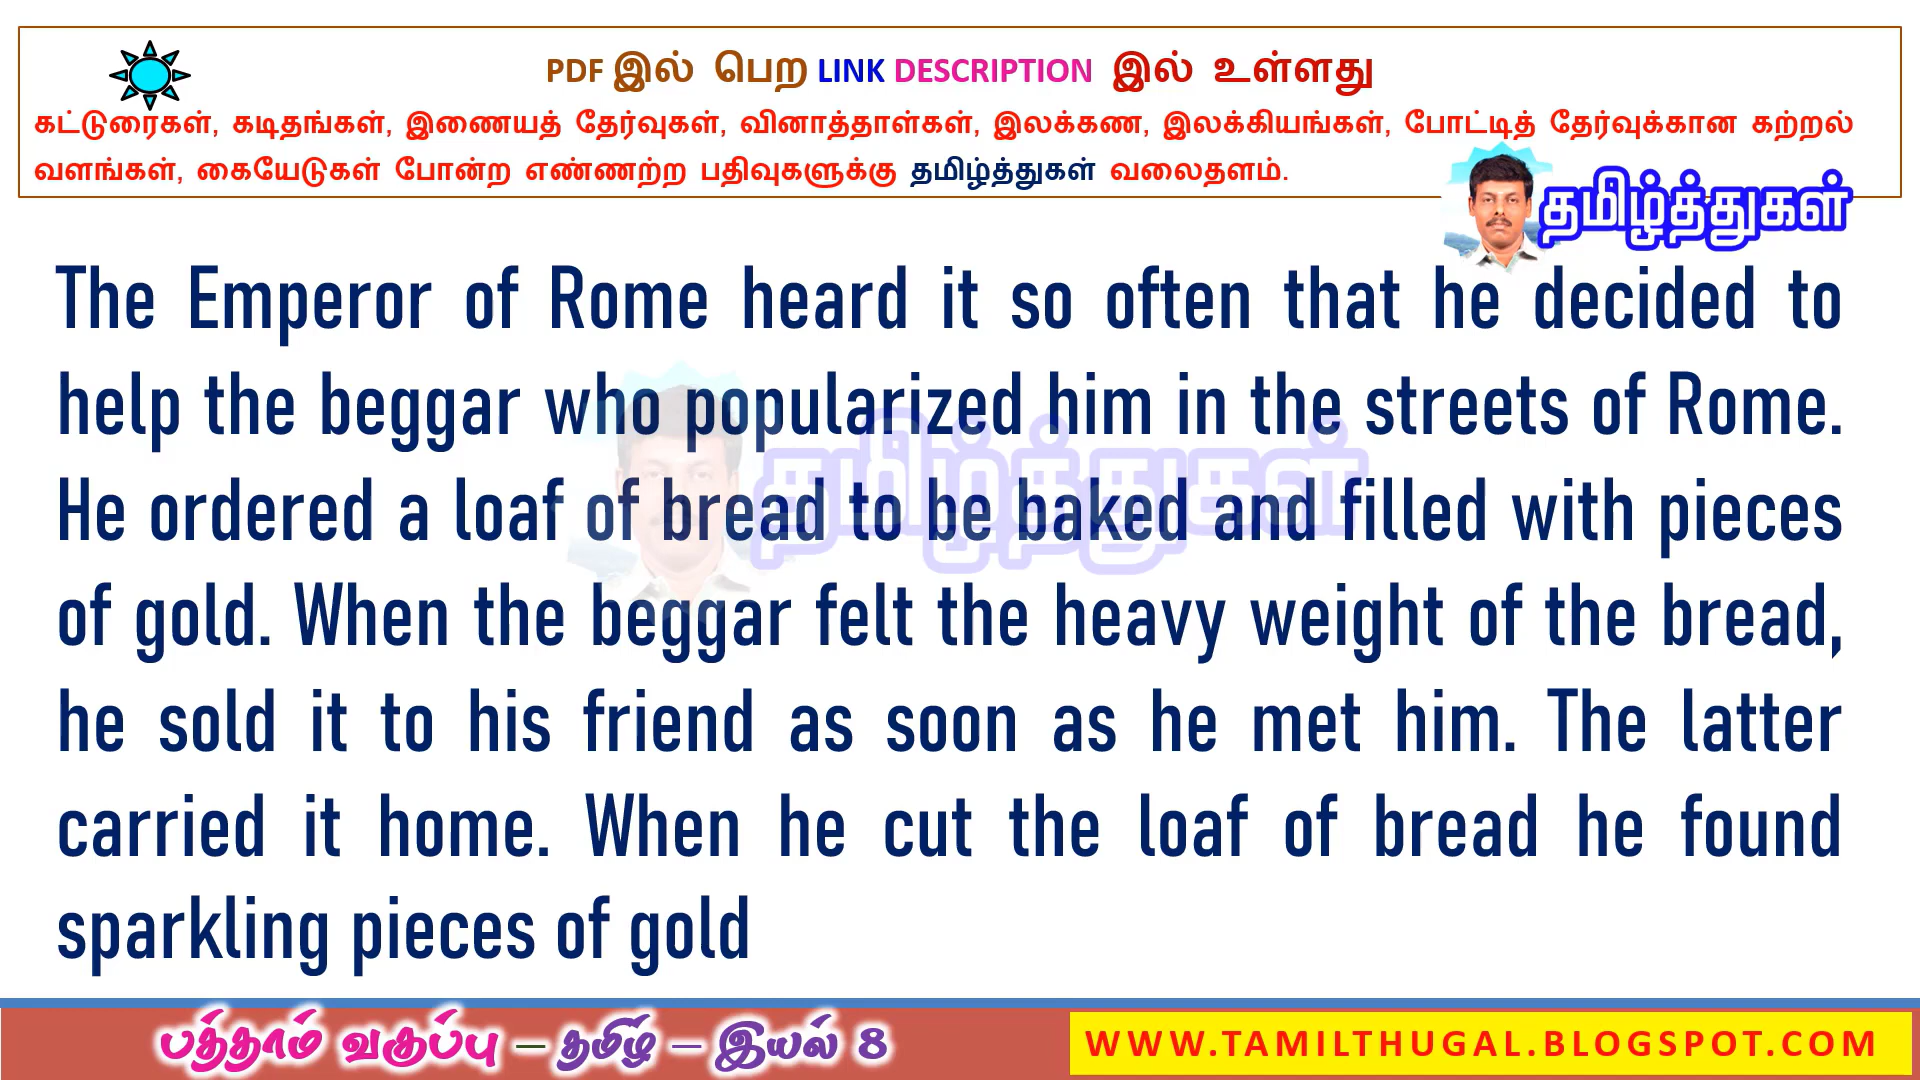 PDF இல் பெற LINK DESCRIPTION இல் உள்ளது
கட்டுரைகள், கடிதங்கள், இணையத் தேர்வுகள், வினாத்தாள்கள், இலக்கண, இலக்கியங்கள், போட்டித் தேர்வுக்கான கற்றல்
வளங்கள், கையேடுகள் போன்ற எண்ணற்ற பதிவுகளுக்கு தமிழ்த்துகள் வலைதளம்.
தமிழ்த்துகள்
The Emperor of Rome heard it so often that he decided to
help the beggar who popularized him in the streets of Rome.
தமிழ்த்துகள்
He ordered a loaf of bread to be baked and filled with pieces
of gold. When the beggar felt the heavy weight of the bread,
he sold it to his friend as soon as he met him. The latter
carried it home. When he cut the loaf of bread he found
sparkling pieces of gold
பத்தாம் வகுப்பு – தமிழ் – இயல் 8
WWW.TAMILTHUGAL.BLOGSPOT.COM